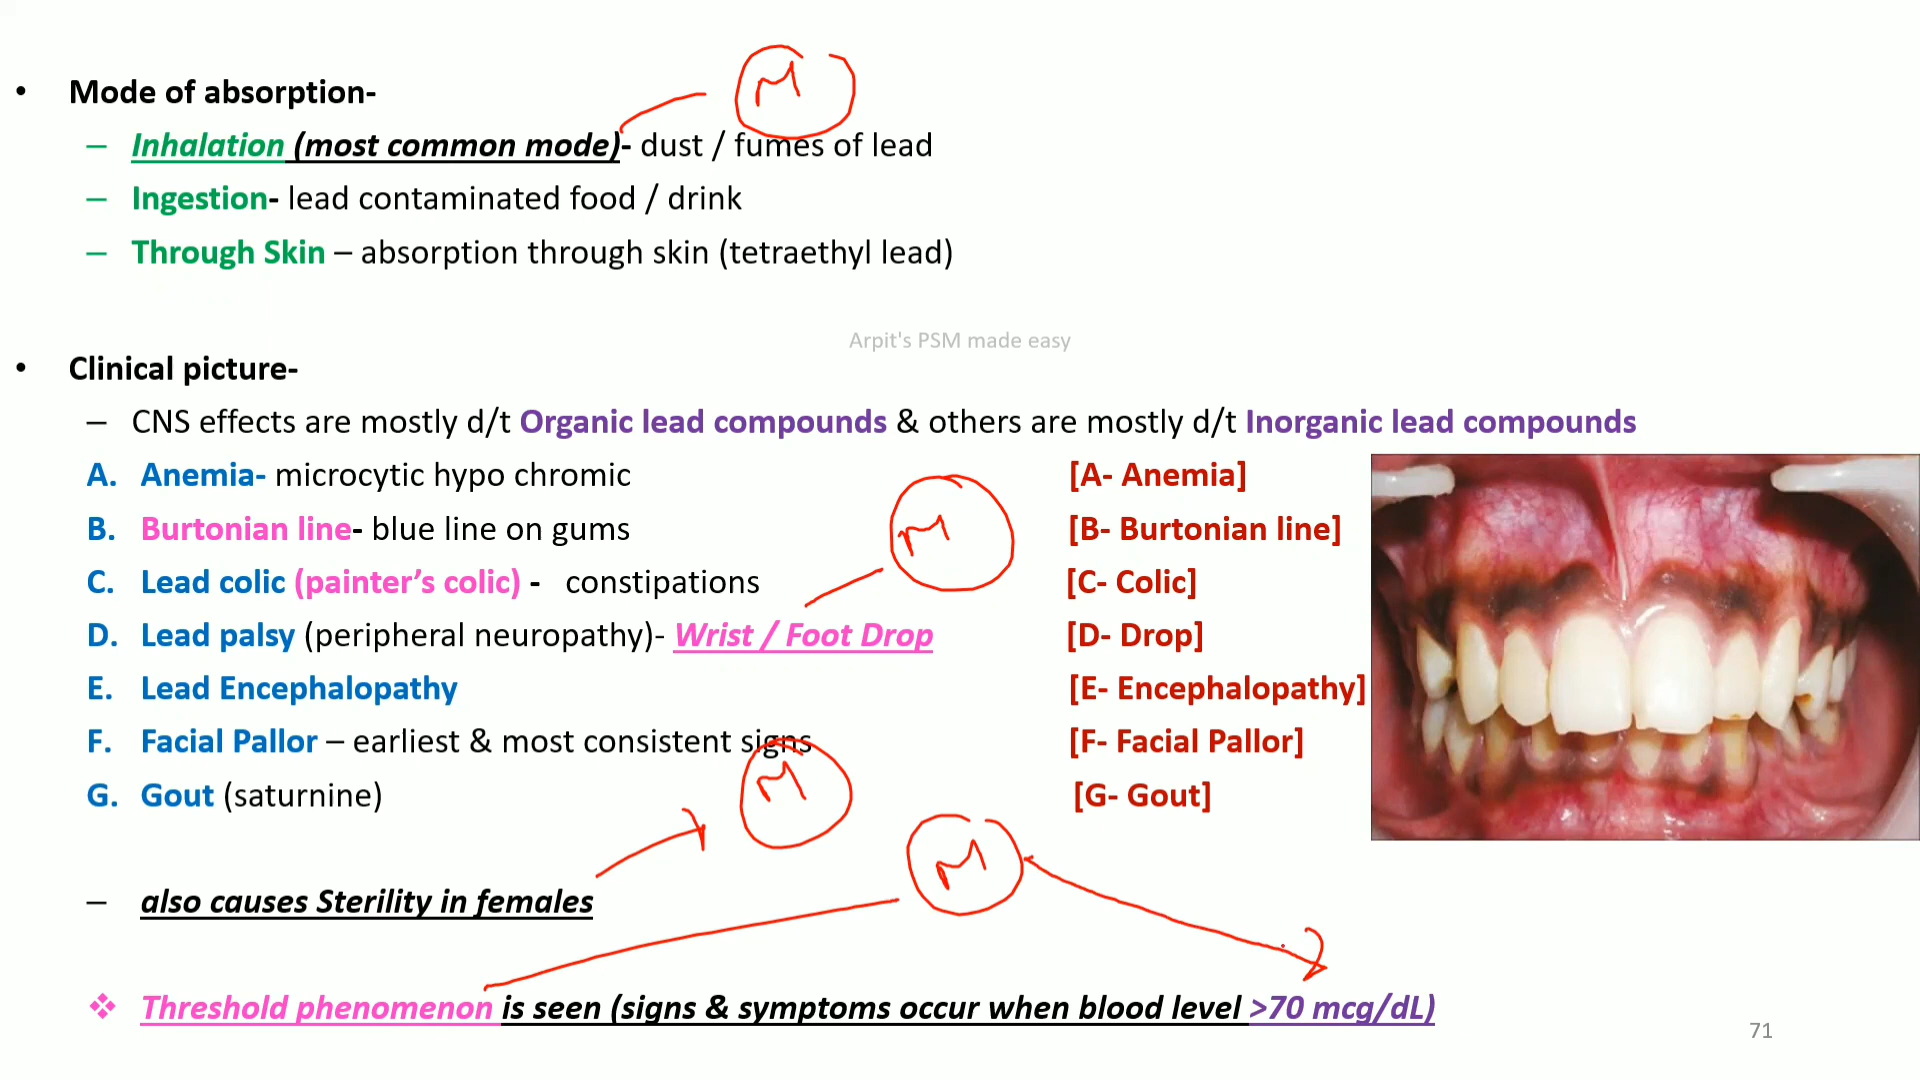 • Mode of absorption-
M
– Inhalation (most common mode)- dust / fumes of lead
– Ingestion- lead contaminated food / drink
– Through Skin – absorption through skin (tetraethyl lead)
Arpit's PSM made easy
• Clinical picture-
– CNS effects are mostly d/t Organic lead compounds & others are mostly d/t Inorganic lead compounds
A. Anemia- microcytic hypo chromic [A- Anemia]
B. Burtonian line- blue line on gums M [B- Burtonian line]
C. Lead colic (painter's colic) - constipations [C- Colic]
D. Lead palsy (peripheral neuropathy)- Wrist / Foot Drop [D- Drop]
E. Lead Encephalopathy [E- Encephalopathy]
F. Facial Pallor – earliest & most consistent signs [F- Facial Pallor]
G. Gout (saturnine) M [G- Gout]
M
– also causes Sterility in females
❖ Threshold phenomenon is seen (signs & symptoms occur when blood level >70 mcg/dL)
71